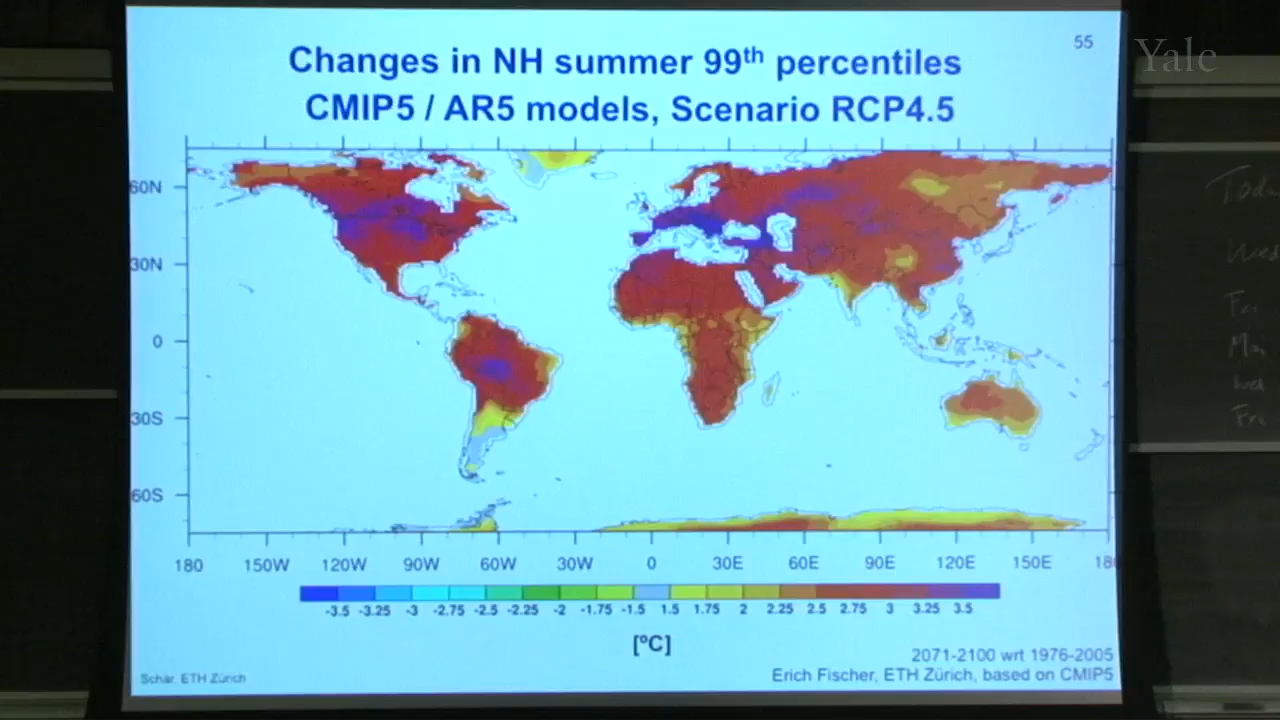 55
Yale
Changes in NH summer 99th percentiles
CMIP5 / AR5 models, Scenario RCP4.5
60N
30N
0
30S
60S
180 150W 120W 90W 60W 30W 0 30E 60E 90E 120E 150E 180
-3.5 -3.25 -3 -2.75 -2.5 -2.25 -2 -1.75 -1.5 1.5 1.75 2 2.25 2.5 2.75 3 3.25 3.5
[ºC]
2071-2100 wrt 1976-2005
Schär, ETH Zürich
Erich Fischer, ETH Zürich, based on CMIP5
Wed
Fri